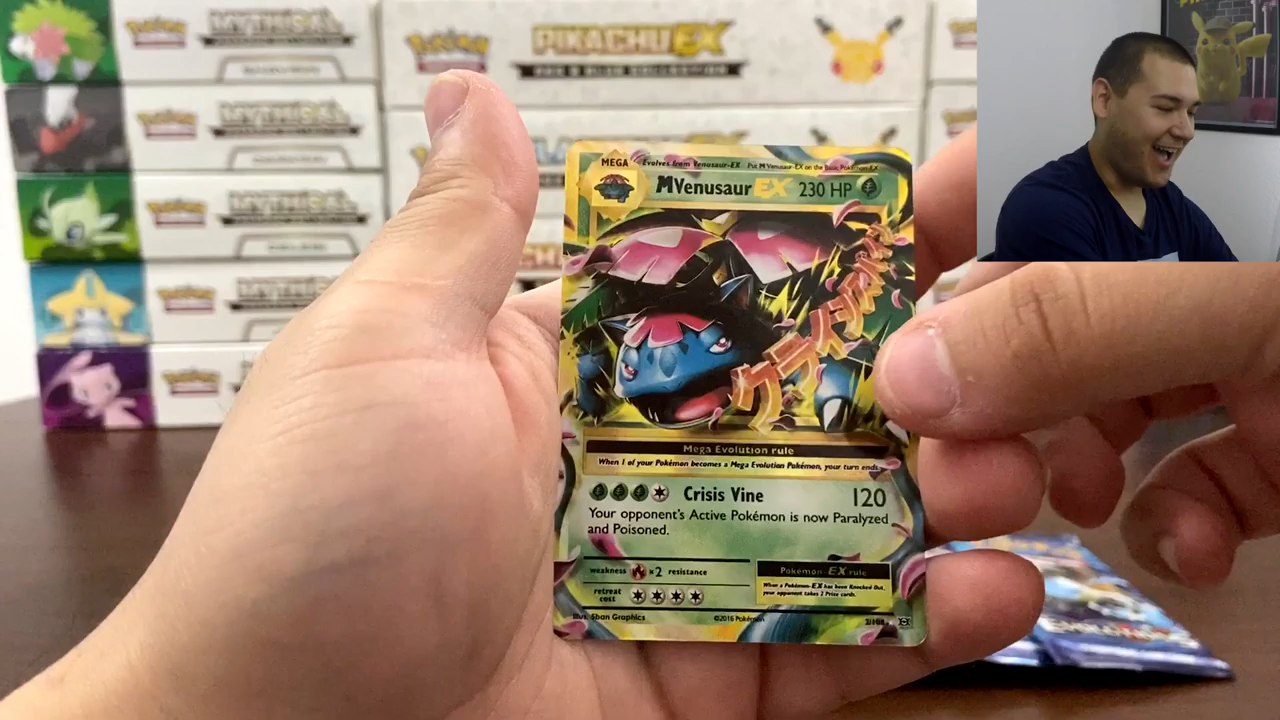 Pokémon MYTHICAL
Pokémon PIKACHU EX
Pokémon MYTHICAL
Pokémon MYTHICAL
Pokémon
Pokémon
MEGA
Evolves from Venusaur-EX Put M Venusaur-EX on the Basic Pokémon-EX
MVenusaur EX 230 HP
Mega Evolution rule
When 1 of your Pokémon becomes a Mega Evolution Pokémon, your turn ends.
Crisis Vine 120
Your opponent's Active Pokémon is now Paralyzed
and Poisoned.
weakness ×2 resistance
retreat
cost
Pokémon-EX rule
When a Pokémon-EX has been Knocked Out,
your opponent takes 2 Prize cards.
Illus. 5ban Graphics ©2016 Pokémon 2/108